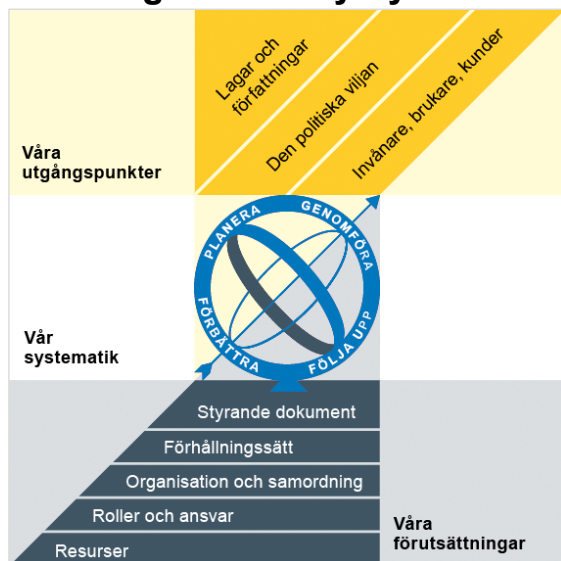 Lagar och
författningar
Den politiska viljan
Invånare, brukare, kunder
Våra
utgångspunkter
PLANERA
GENOMFÖRA
FÖRBÄTTRA
FÖLJA UPP
Vår
systematik
Styrande dokument
Förhållningssätt
Organisation och samordning
Roller och ansvar
Resurser
Våra
förutsättningar